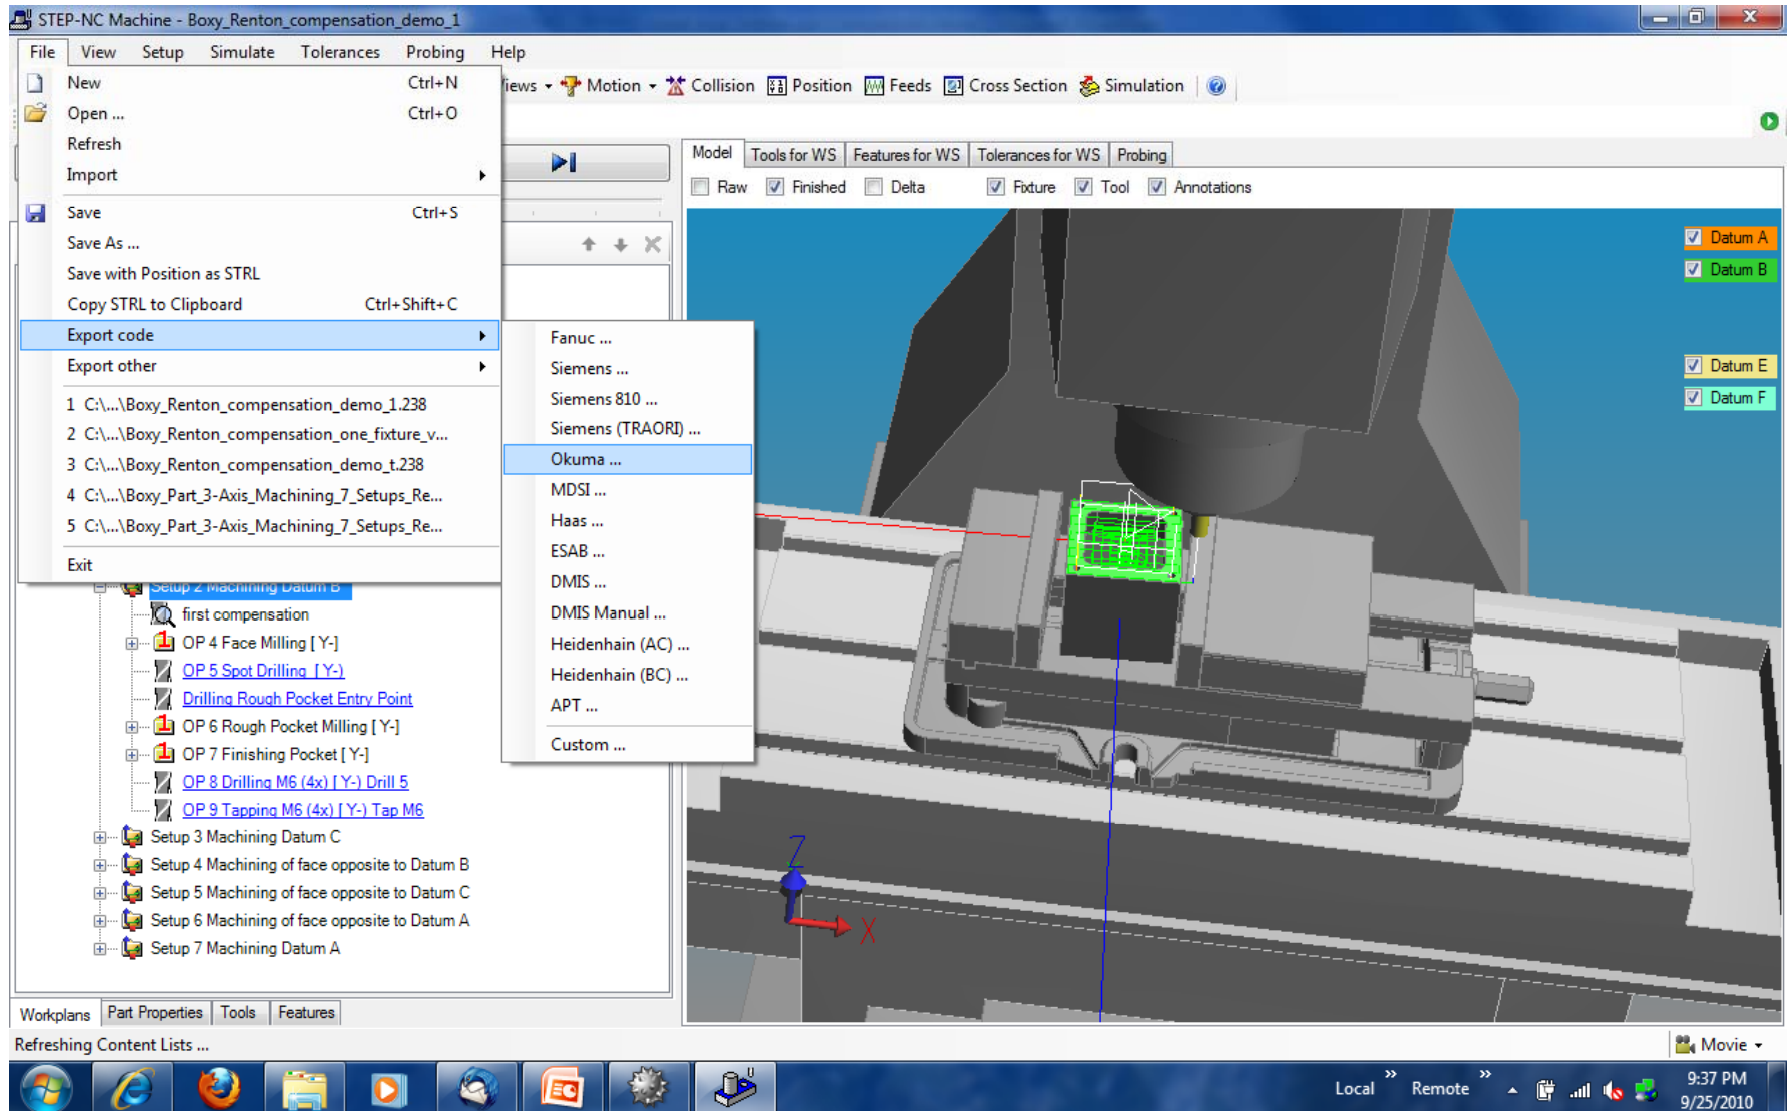 STEP-NC Machine - Boxy_Renton_compensation_demo_1
File View Setup Simulate Tolerances Probing Help
New Ctrl+N
Open ... Ctrl+O
Refresh
Import
Save Ctrl+S
Save As ...
Save with Position as STRL
Copy STRL to Clipboard Ctrl+Shift+C
Export code
Export other
1 C:\...\Boxy_Renton_compensation_demo_1.238
2 C:\...\Boxy_Renton_compensation_one_fixture_v...
3 C:\...\Boxy_Renton_compensation_demo_t.238
4 C:\...\Boxy_Part_3-Axis_Machining_7_Setups_Re...
5 C:\...\Boxy_Part_3-Axis_Machining_7_Setups_Re...
Exit
Fanuc ...
Siemens ...
Siemens 810 ...
Siemens (TRAORI) ...
Okuma ...
MDSI ...
Haas ...
ESAB ...
DMIS ...
DMIS Manual ...
Heidenhain (AC) ...
Heidenhain (BC) ...
APT ...
Custom ...
iews Motion Collision Position Feeds Cross Section Simulation
Model Tools for WS Features for WS Tolerances for WS Probing
Raw Finished Delta Fixture Tool Annotations
Datum A
Datum B
Datum E
Datum F
Z
X
Setup 2 Machining Datum B
first compensation
OP 4 Face Milling [ Y-]
OP 5 Spot Drilling [ Y-)
Drilling Rough Pocket Entry Point
OP 6 Rough Pocket Milling [ Y-]
OP 7 Finishing Pocket [ Y-]
OP 8 Drilling M6 (4x) [ Y-) Drill 5
OP 9 Tapping M6 (4x) [ Y-) Tap M6
Setup 3 Machining Datum C
Setup 4 Machining of face opposite to Datum B
Setup 5 Machining of face opposite to Datum C
Setup 6 Machining of face opposite to Datum A
Setup 7 Machining Datum A
Workplans Part Properties Tools Features
Refreshing Content Lists ...
Movie
Local » Remote »
9:37 PM
9/25/2010